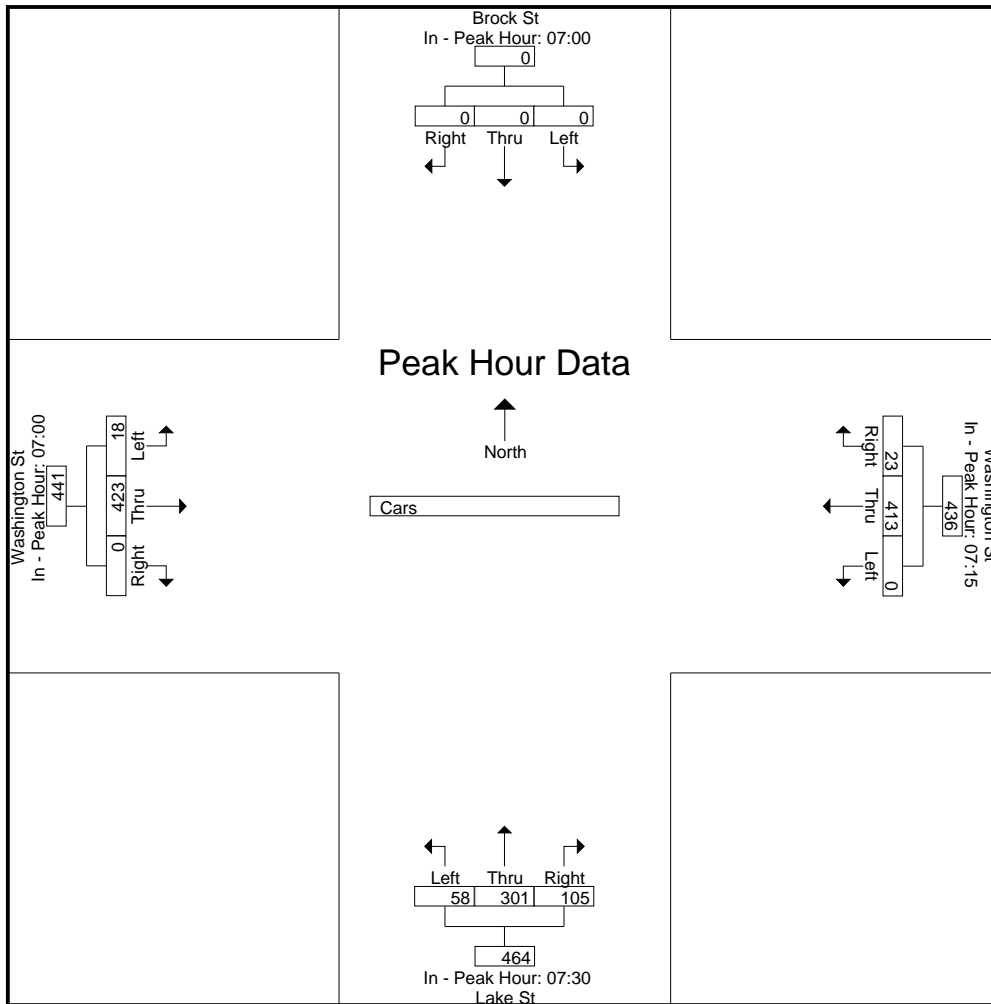 Brock St
In - Peak Hour: 07:00
0
0 0 0
Right Thru Left
Peak Hour Data
North
Cars
Washington St
In - Peak Hour: 07:00
441
18 423 0
Left Thru Right
Washington St
In - Peak Hour: 07:15
436
23 413 0
Right Thru Left
Left Thru Right
58 301 105
464
In - Peak Hour: 07:30
Lake St